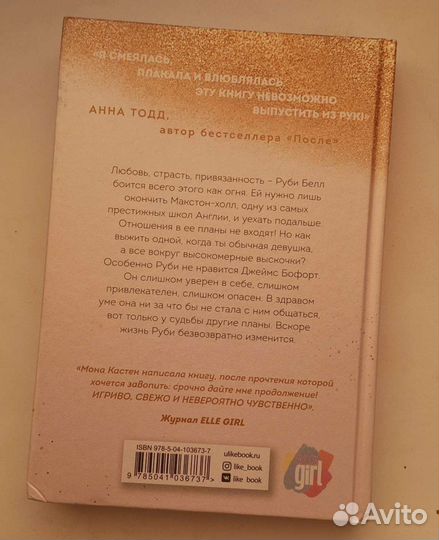 «Я СМЕЯЛАСЬ,
ПЛАКАЛА И ВЛЮБЛЯЛАСЬ.
ЭТУ КНИГУ НЕВОЗМОЖНО
ВЫПУСТИТЬ ИЗ РУК!»
АННА ТОДД,
автор бестселлера «После»
Любовь, страсть, привязанность – Руби Белл
боится всего этого как огня. Ей нужно лишь
окончить Макстон-холл, одну из самых
престижных школ Англии, и уехать подальше.
Отношения в ее планы не входят! Но как
выжить одной, когда ты обычная девушка,
а все вокруг высокомерные выскочки?
Особенно Руби не нравится Джеймс Бофорт.
Он слишком уверен в себе, слишком
привлекателен, слишком опасен. В здравом
уме она ни за что бы не стала с ним общаться,
вот только у судьбы другие планы. Вскоре
жизнь Руби безвозвратно изменится.
«Мона Кастен написала книгу, после прочтения которой
хочется завопить: срочно дайте мне продолжение!
ИГРИВО, СВЕЖО И НЕВЕРОЯТНО ЧУВСТВЕННО».
Журнал ELLE GIRL
ISBN 978-5-04-103673-7
9 785041 036737 >
ulikebook.ru
like_book
like_book
girl
Avito